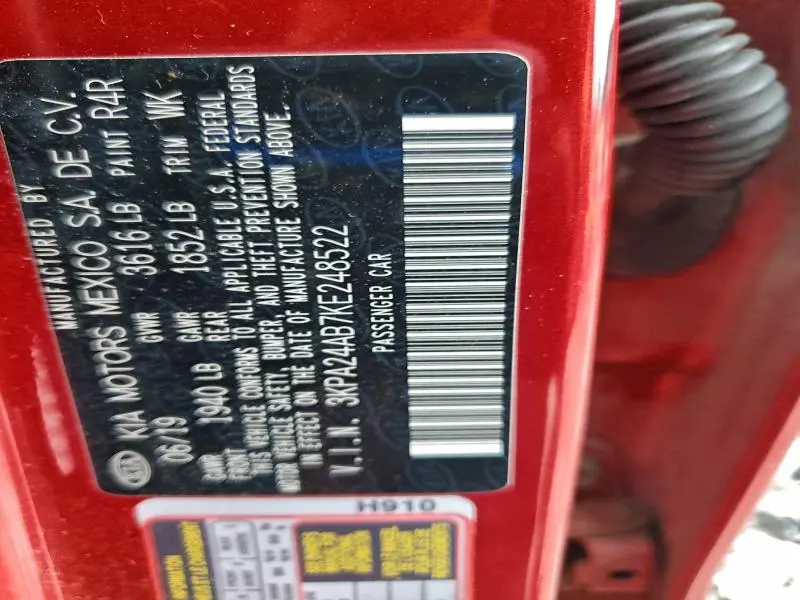 MANUFACTURED BY
KIA KIA MOTORS MEXICO S.A. DE C.V.
06/19 GVWR 3616 LB PAINT R4R
GAWR FRONT 1940 LB GAWR REAR 1852 LB TRIM WK
THIS VEHICLE CONFORMS TO ALL APPLICABLE U.S.A. FEDERAL
MOTOR VEHICLE SAFETY, BUMPER, AND THEFT PREVENTION STANDARDS
IN EFFECT ON THE DATE OF MANUFACTURE SHOWN ABOVE.
V.I.N. 3KPA24AB7KE248522
PASSENGER CAR
H910